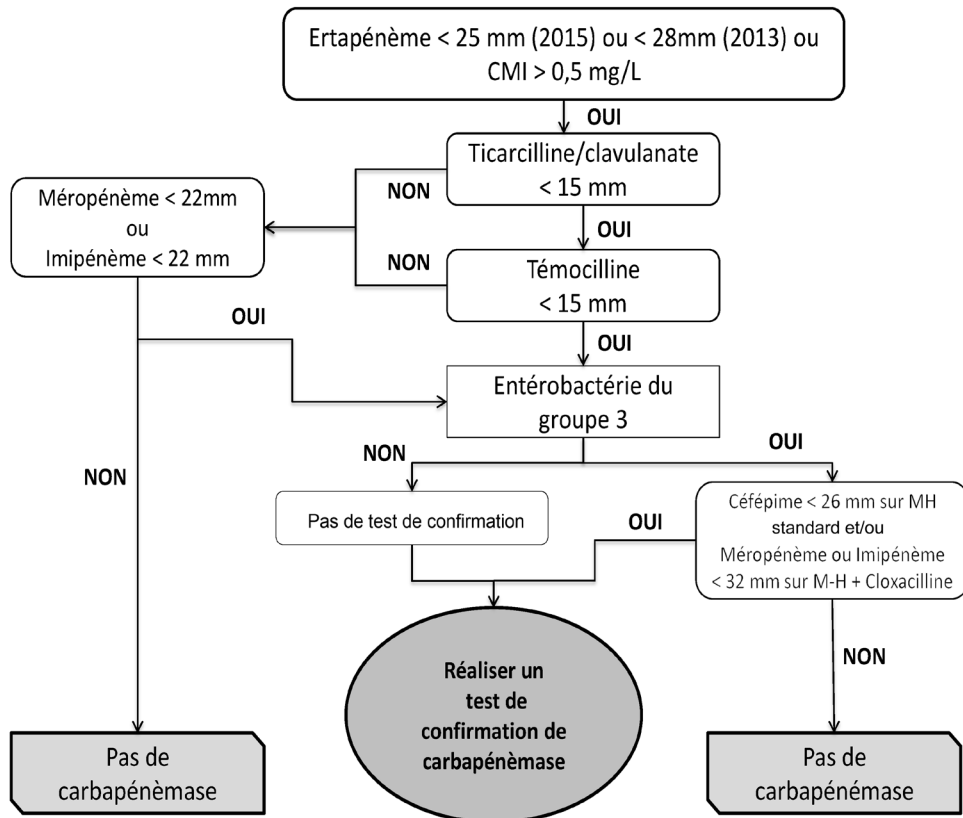 Ertapénème < 25 mm (2015) ou < 28mm (2013) ou
CMI > 0,5 mg/L
OUI
Ticarcilline/clavulanate
< 15 mm
NON
Méropénème < 22mm
ou
Imipénème < 22 mm
OUI
NON
Témocilline
< 15 mm
OUI
OUI
Entérobactérie du
groupe 3
NON
NON
OUI
Pas de test de confirmation
OUI
Céfépime < 26 mm sur MH
standard et/ou
Méropénème ou Imipénème
< 32 mm sur M-H + Cloxacilline
NON
Réaliser un
test de
confirmation de
carbapénèmase
Pas de
carbapénèmase
Pas de
carbapénémase